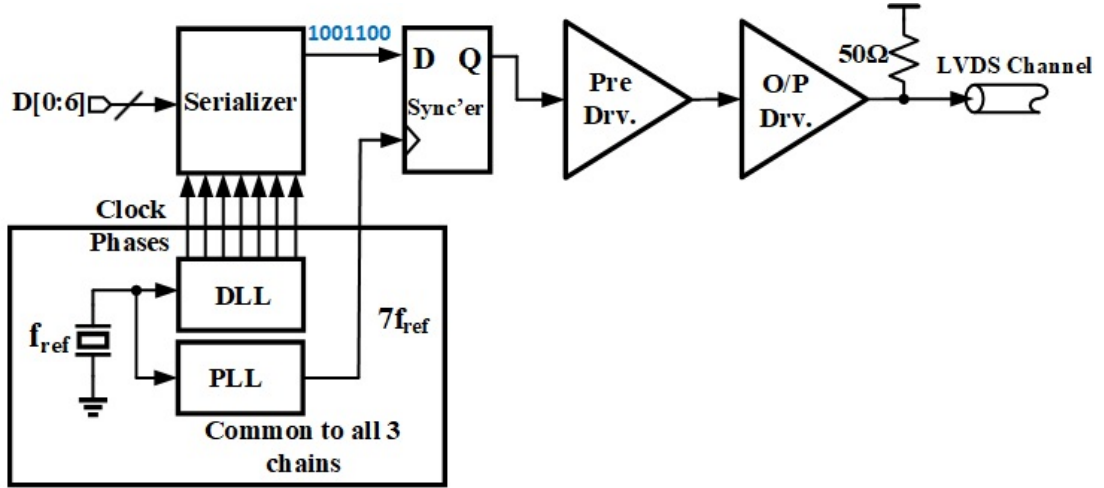 1001100
D[0:6]
Serializer
D Q
Sync'er
Pre
Drv.
O/P
Drv.
50Ω
LVDS Channel
Clock
Phases
DLL
7fref
fref
PLL
Common to all 3
chains